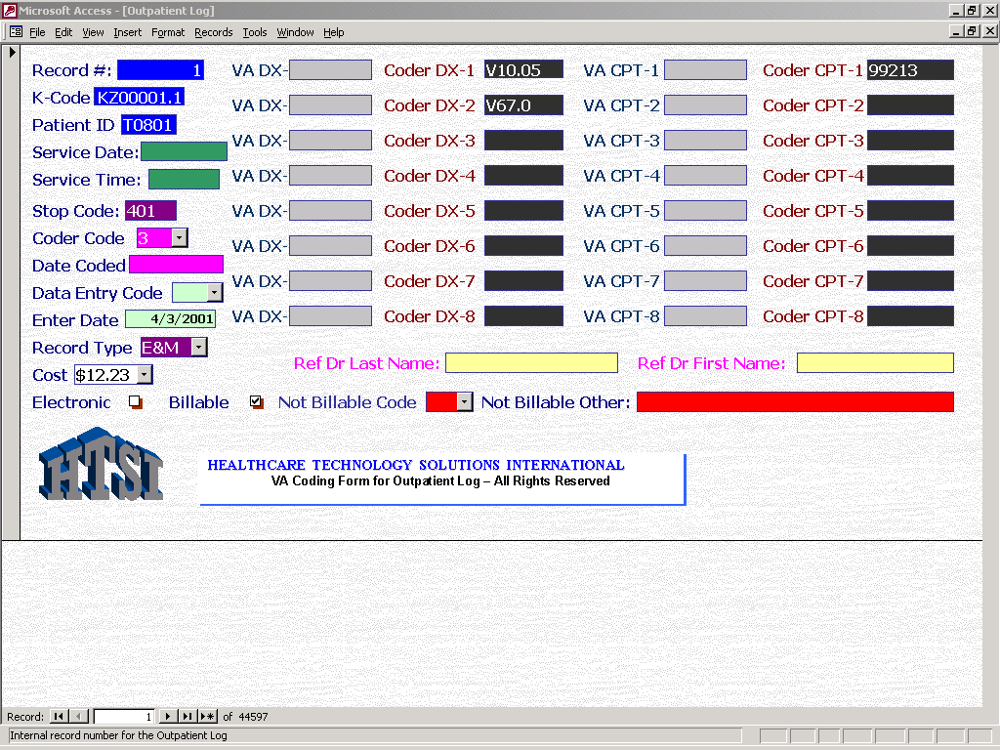 Microsoft Access - [Outpatient Log]
File Edit View Insert Format Records Tools Window Help
Record #: 1 VA DX- Coder DX-1 V10.05 VA CPT-1 Coder CPT-1 99213
K-Code KZ00001.1 VA DX- Coder DX-2 V67.0 VA CPT-2 Coder CPT-2
Patient ID T0801
Service Date: VA DX- Coder DX-3 VA CPT-3 Coder CPT-3
Service Time: VA DX- Coder DX-4 VA CPT-4 Coder CPT-4
Stop Code: 401 VA DX- Coder DX-5 VA CPT-5 Coder CPT-5
Coder Code 3 VA DX- Coder DX-6 VA CPT-6 Coder CPT-6
Date Coded
Data Entry Code VA DX- Coder DX-7 VA CPT-7 Coder CPT-7
Enter Date 4/3/2001 VA DX- Coder DX-8 VA CPT-8 Coder CPT-8
Record Type E&M
Ref Dr Last Name: Ref Dr First Name:
Cost $12.23
Electronic Billable Not Billable Code Not Billable Other:
HTSI
HEALTHCARE TECHNOLOGY SOLUTIONS INTERNATIONAL
VA Coding Form for Outpatient Log – All Rights Reserved
Record: 1 of 44597
Internal record number for the Outpatient Log